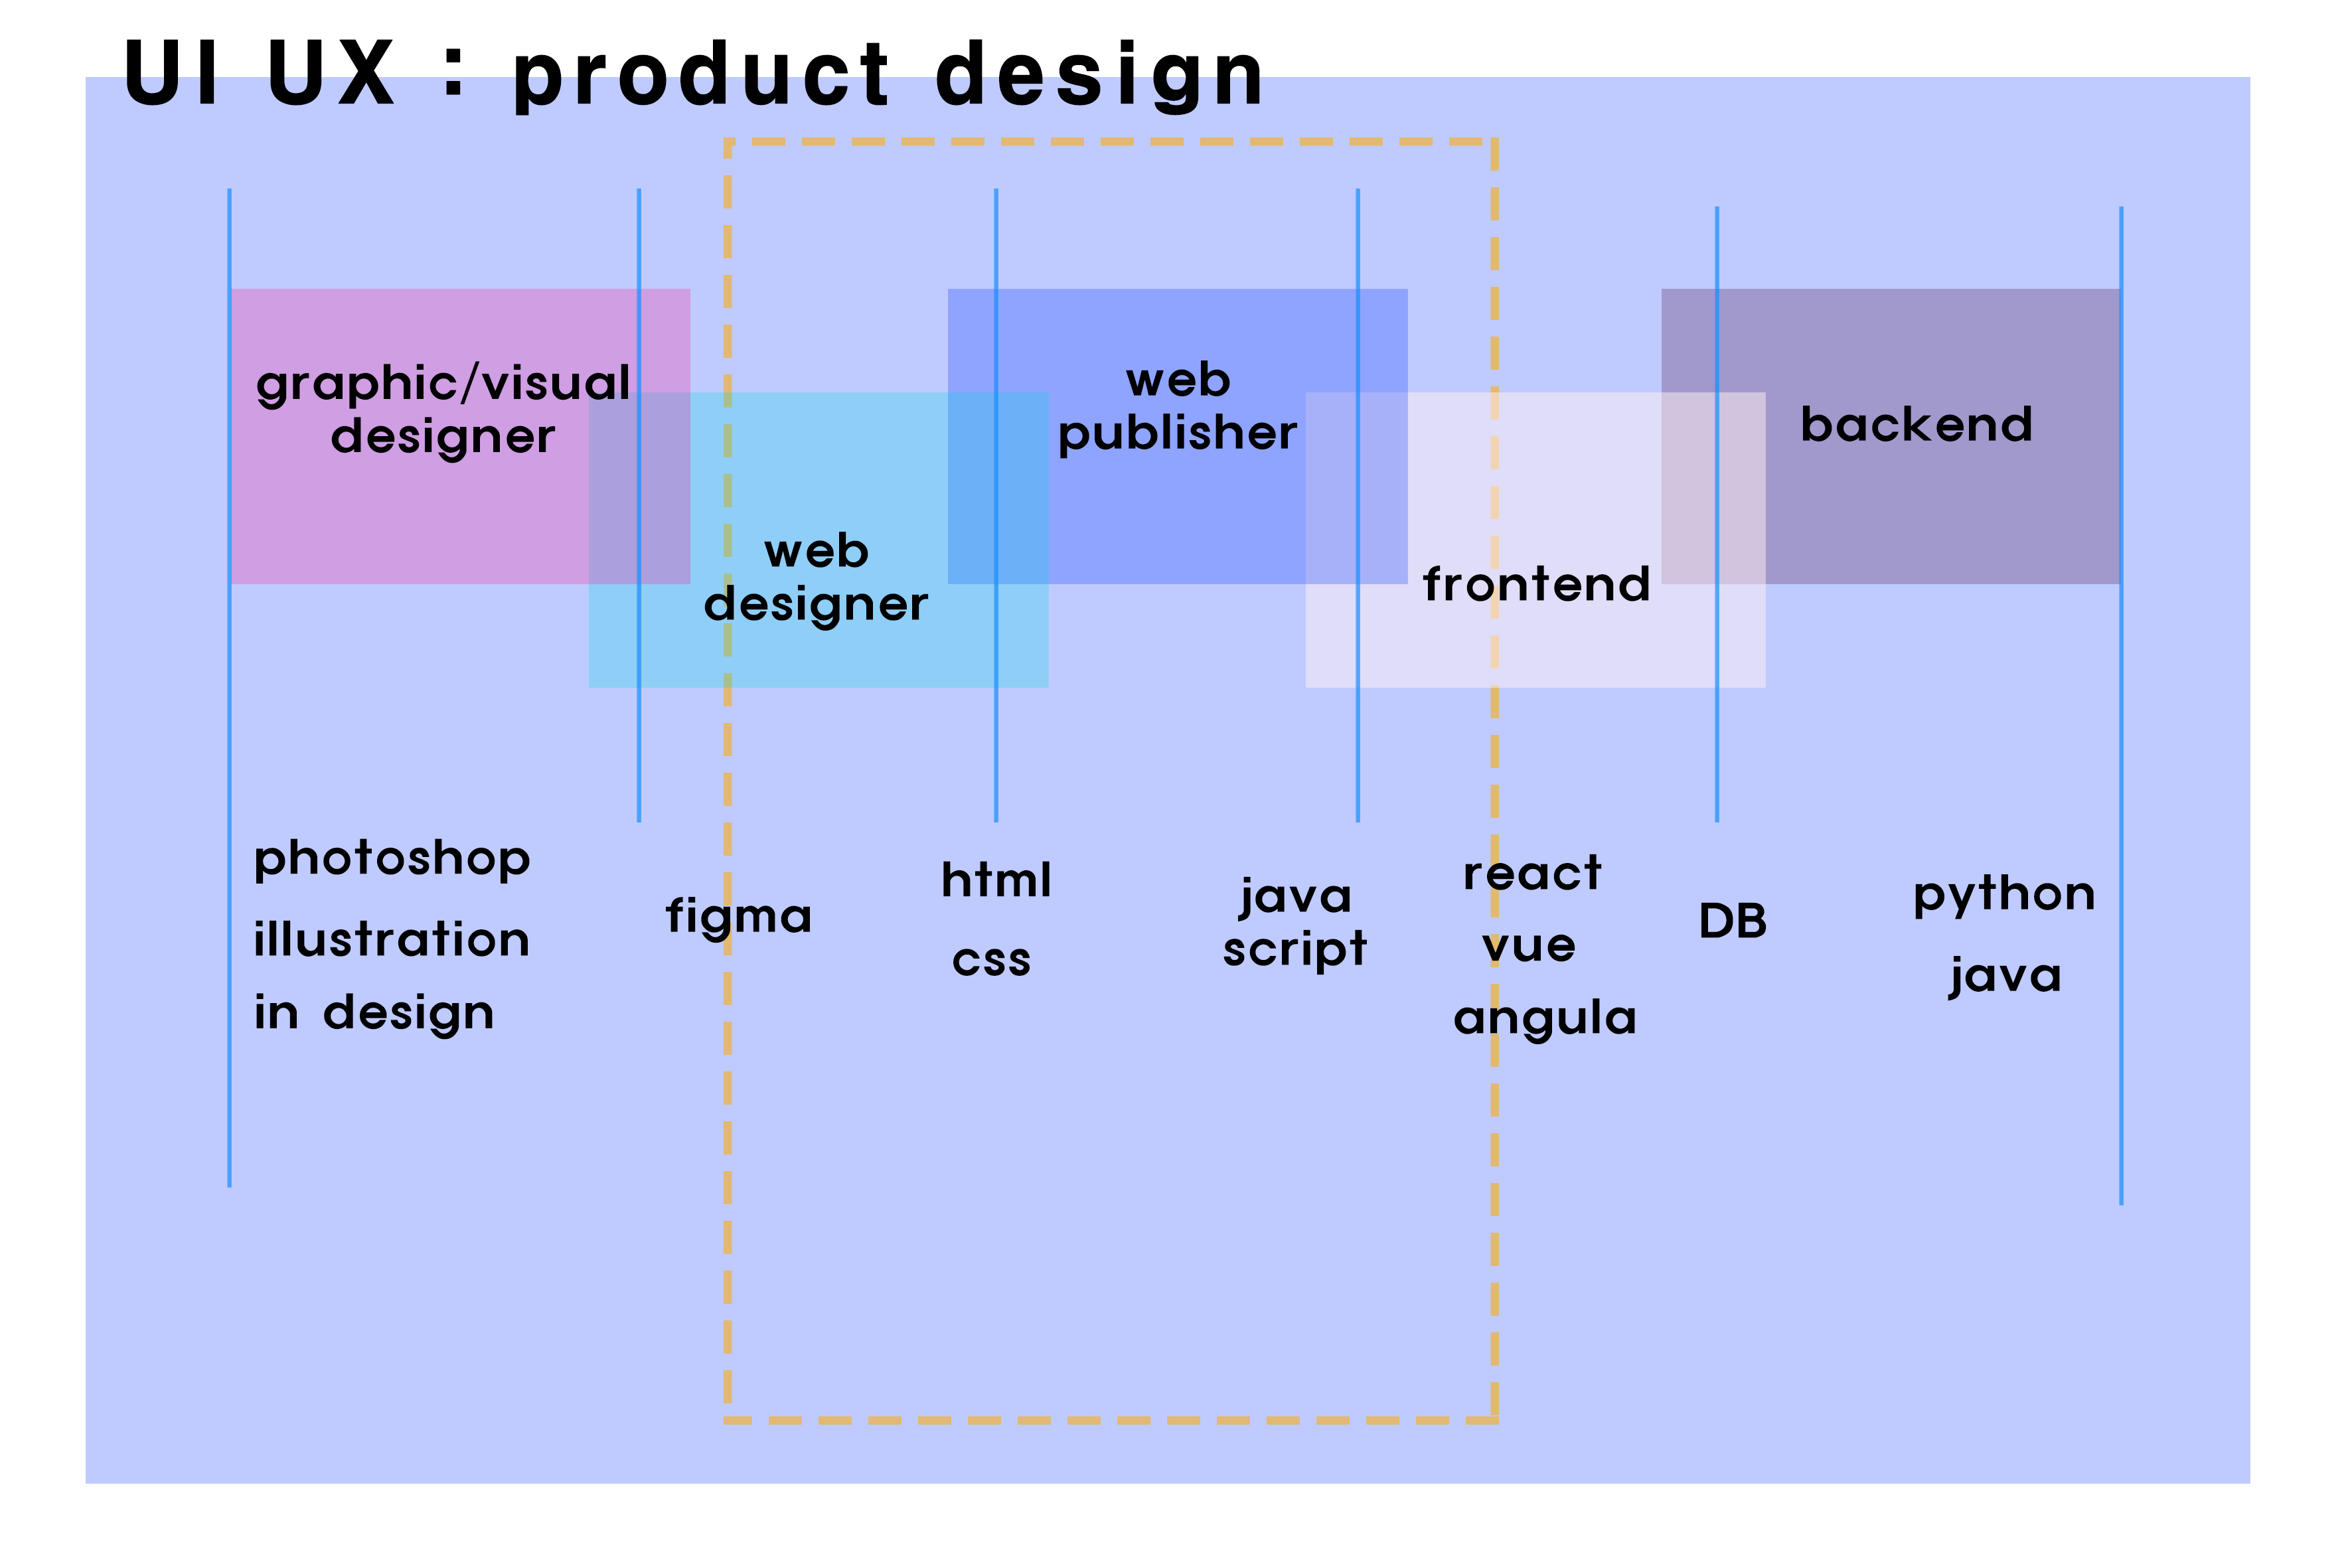 UI UX : product design
graphic/visual
designer
web
designer
web
publisher
frontend
backend
photoshop
illustration
in design
figma
html
css
java
script
react
vue
angula
DB
python
java